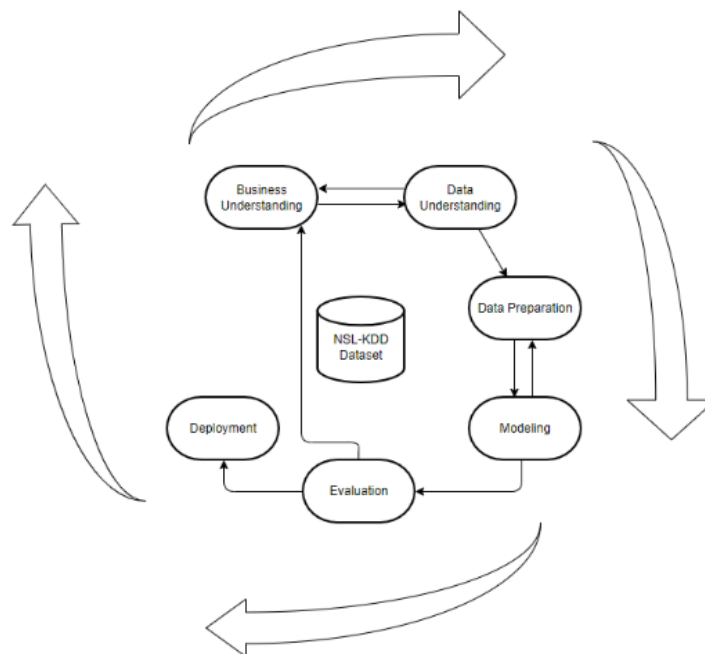 Business
Understanding
Data
Understanding
Data Preparation
NSL-KDD
Dataset
Deployment
Modeling
Evaluation